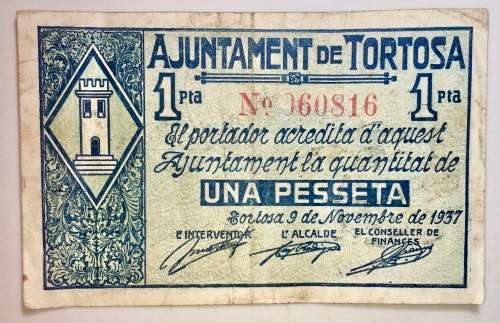 AJUNTAMENT DE TORTOSA
1 Pta 1 Pta
Nº 060816
El portador acredita d'aquest
Ajuntament la quantitat de
UNA PESSETA
Tortosa 9 de Novembre de 1937
L'INTERVENTOR L'ALCALDE EL CONSELLER DE FINANCES